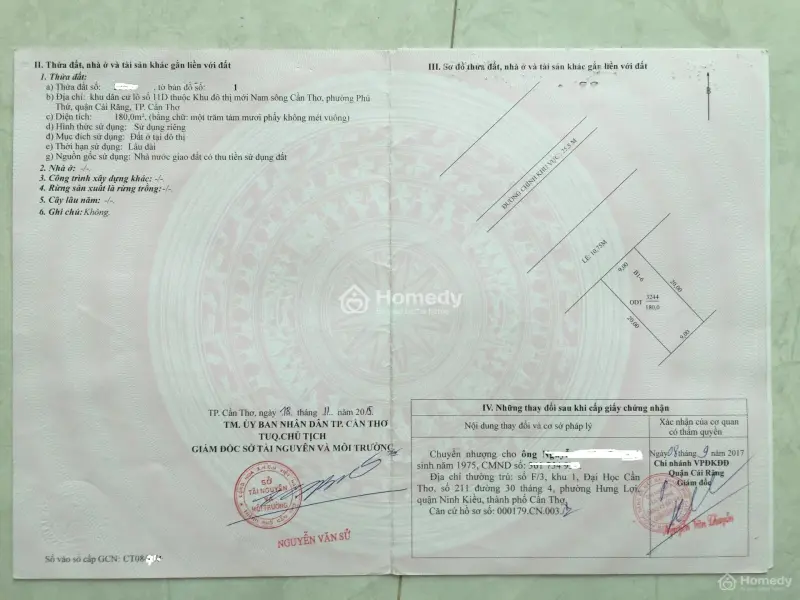 II. Thửa đất, nhà ở và tài sản khác gắn liền với đất
1. Thửa đất:
a) Thửa đất số: , tờ bản đồ số: 1
b) Địa chỉ: khu dân cư lô số 11D thuộc Khu đô thị mới Nam sông Cần Thơ, phường Phú
Thứ, quận Cái Răng, TP. Cần Thơ
c) Diện tích: 180,0m², (bằng chữ: một trăm tám mươi phẩy không mét vuông)
d) Hình thức sử dụng: Sử dụng riêng
đ) Mục đích sử dụng: Đất ở tại đô thị
e) Thời hạn sử dụng: Lâu dài
g) Nguồn gốc sử dụng: Nhà nước giao đất có thu tiền sử dụng đất
2. Nhà ở: -/-
3. Công trình xây dựng khác: -/-
4. Rừng sản xuất là rừng trồng: -/-
5. Cây lâu năm: -/-
6. Ghi chú: Không.
TP. Cần Thơ, ngày 18 tháng 11 năm 2015
TM. ỦY BAN NHÂN DÂN TP. CẦN THƠ
TUQ.CHỦ TỊCH
GIÁM ĐỐC SỞ TÀI NGUYÊN VÀ MÔI TRƯỜNG
SỞ
TÀI NGUYÊN
MÔI TRƯỜNG
NGUYỄN VĂN SỬ
Số vào sổ cấp GCN: CT08
III. Sơ đồ thửa đất, nhà ở và tài sản khác gắn liền với đất
B
ĐƯỜNG CHÍNH KHU VỰC: 25,5 M
LỀ: 10,75M
9,00
B1-6
20,00
ODT 3244
180,0
20,00
9,00
IV. Những thay đổi sau khi cấp giấy chứng nhận
Nội dung thay đổi và cơ sở pháp lý
Xác nhận của cơ quan
có thẩm quyền
Chuyển nhượng cho ông
sinh năm 1975, CMND số:
Địa chỉ thường trú: số F/3, khu 1, Đại Học Cần
Thơ, số 211 đường 30 tháng 4, phường Hưng Lợi,
quận Ninh Kiều, thành phố Cần Thơ.
Căn cứ hồ sơ số: 000179.CN.003.
Ngày 08 tháng 9 năm 2017
Chi nhánh VPĐKĐĐ
Quận Cái Răng
Giám đốc
Nguyễn Văn
Homedy
Homedy